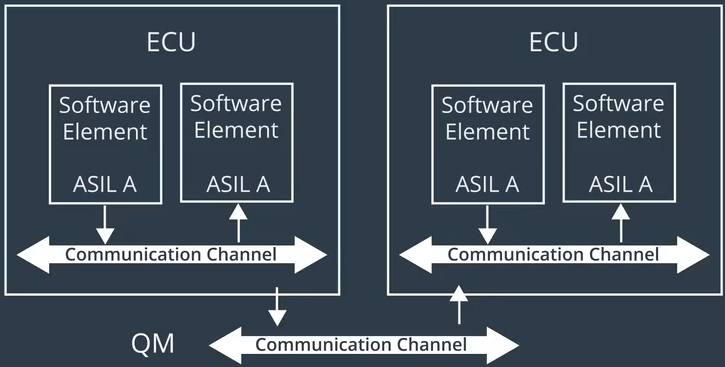 ECU
Software
Element
ASIL A
Software
Element
ASIL A
Communication Channel
ECU
Software
Element
ASIL A
Software
Element
ASIL A
Communication Channel
QM
Communication Channel